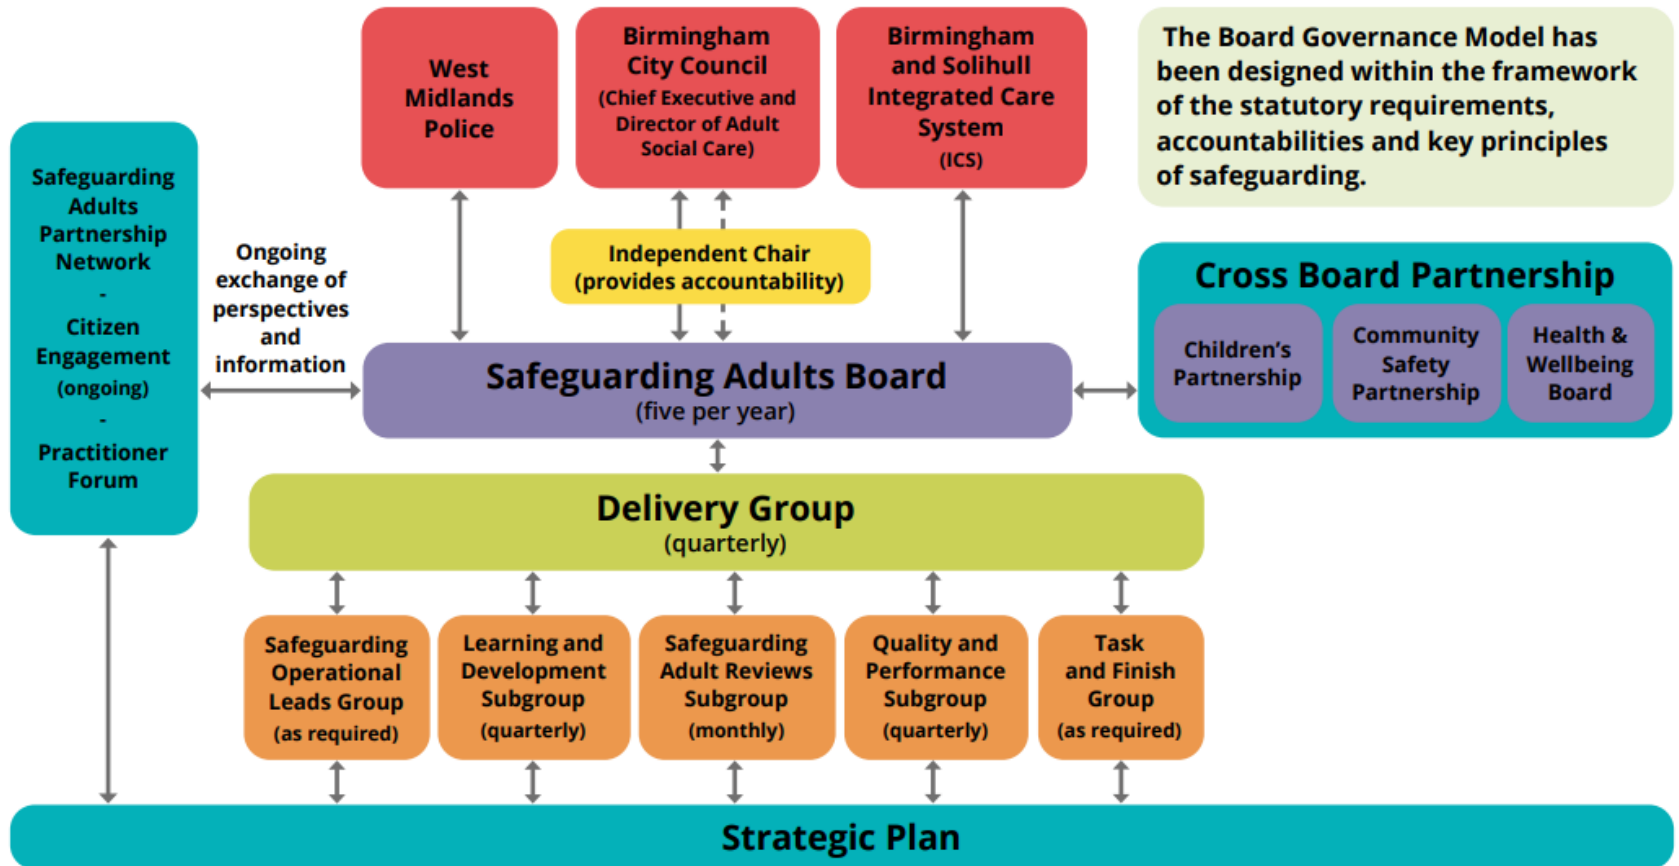 West
Midlands
Police
Birmingham
City Council
(Chief Executive and
Director of Adult
Social Care)
Birmingham
and Solihull
Integrated Care
System
(ICS)
The Board Governance Model has
been designed within the framework
of the statutory requirements,
accountabilities and key principles
of safeguarding.
Safeguarding
Adults
Partnership
Network
-
Citizen
Engagement
(ongoing)
-
Practitioner
Forum
Ongoing
exchange of
perspectives
and
information
Independent Chair
(provides accountability)
Cross Board Partnership
Children’s
Partnership
Community
Safety
Partnership
Health &
Wellbeing
Board
Safeguarding Adults Board
(five per year)
Delivery Group
(quarterly)
Safeguarding
Operational
Leads Group
(as required)
Learning and
Development
Subgroup
(quarterly)
Safeguarding
Adult Reviews
Subgroup
(monthly)
Quality and
Performance
Subgroup
(quarterly)
Task
and Finish
Group
(as required)
Strategic Plan